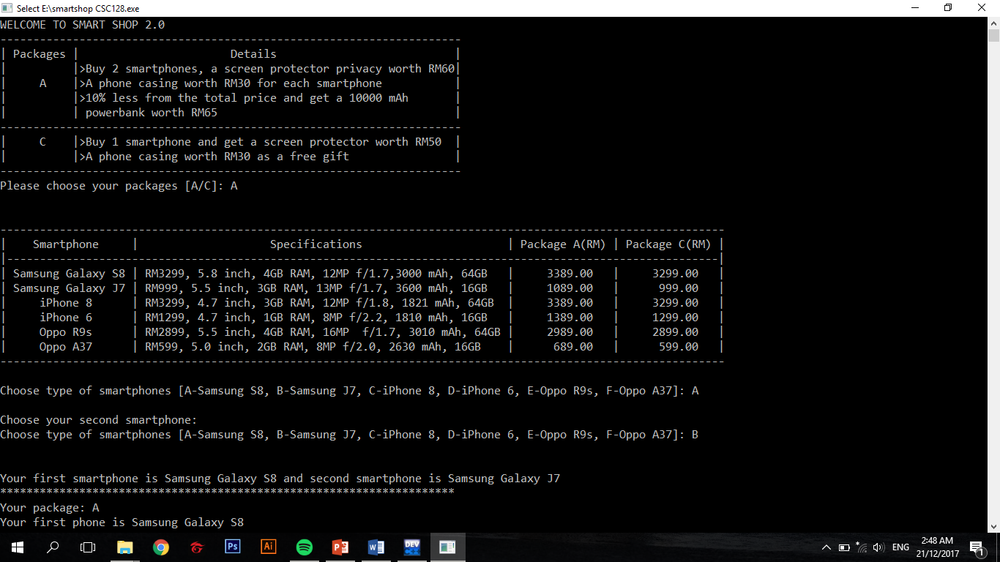 Select E:\smartshop CSC128.exe
WELCOME TO SMART SHOP 2.0
----------------------------------------------------------------------
| Packages |                       Details                           |
|          |>Buy 2 smartphones, a screen protector privacy worth RM60|
|     A    |>A phone casing worth RM30 for each smartphone           |
|          |>10% less from the total price and get a 10000 mAh       |
|          | powerbank worth RM65                                    |
----------------------------------------------------------------------
|     C    |>Buy 1 smartphone and get a screen protector worth RM50  |
|          |>A phone casing worth RM30 as a free gift                |
----------------------------------------------------------------------
Please choose your packages [A/C]: A
--------------------------------------------------------------------------------------------------------------
|    Smartphone     |                    Specifications                      | Package A(RM) | Package C(RM) |
|------------------------------------------------------------------------------------------------------------|
| Samsung Galaxy S8 | RM3299, 5.8 inch, 4GB RAM, 12MP f/1.7,3000 mAh, 64GB   |     3389.00   |     3299.00   |
| Samsung Galaxy J7 | RM999, 5.5 inch, 3GB RAM, 13MP f/1.7, 3600 mAh, 16GB   |     1089.00   |      999.00   |
|     iPhone 8      | RM3299, 4.7 inch, 3GB RAM, 12MP f/1.8, 1821 mAh, 64GB  |     3389.00   |     3299.00   |
|     iPhone 6      | RM1299, 4.7 inch, 1GB RAM, 8MP f/2.2, 1810 mAh, 16GB   |     1389.00   |     1299.00   |
|     Oppo R9s      | RM2899, 5.5 inch, 4GB RAM, 16MP  f/1.7, 3010 mAh, 64GB |     2989.00   |     2899.00   |
|     Oppo A37      | RM599, 5.0 inch, 2GB RAM, 8MP f/2.0, 2630 mAh, 16GB    |      689.00   |      599.00   |
--------------------------------------------------------------------------------------------------------------
Choose type of smartphones [A-Samsung S8, B-Samsung J7, C-iPhone 8, D-iPhone 6, E-Oppo R9s, F-Oppo A37]: A
Choose your second smartphone:
Choose type of smartphones [A-Samsung S8, B-Samsung J7, C-iPhone 8, D-iPhone 6, E-Oppo R9s, F-Oppo A37]: B
Your first smartphone is Samsung Galaxy S8 and second smartphone is Samsung Galaxy J7
*********************************************************************
Your package: A
Your first phone is Samsung Galaxy S8
Ps
Ai
DEV
ENG
2:48 AM
21/12/2017
1